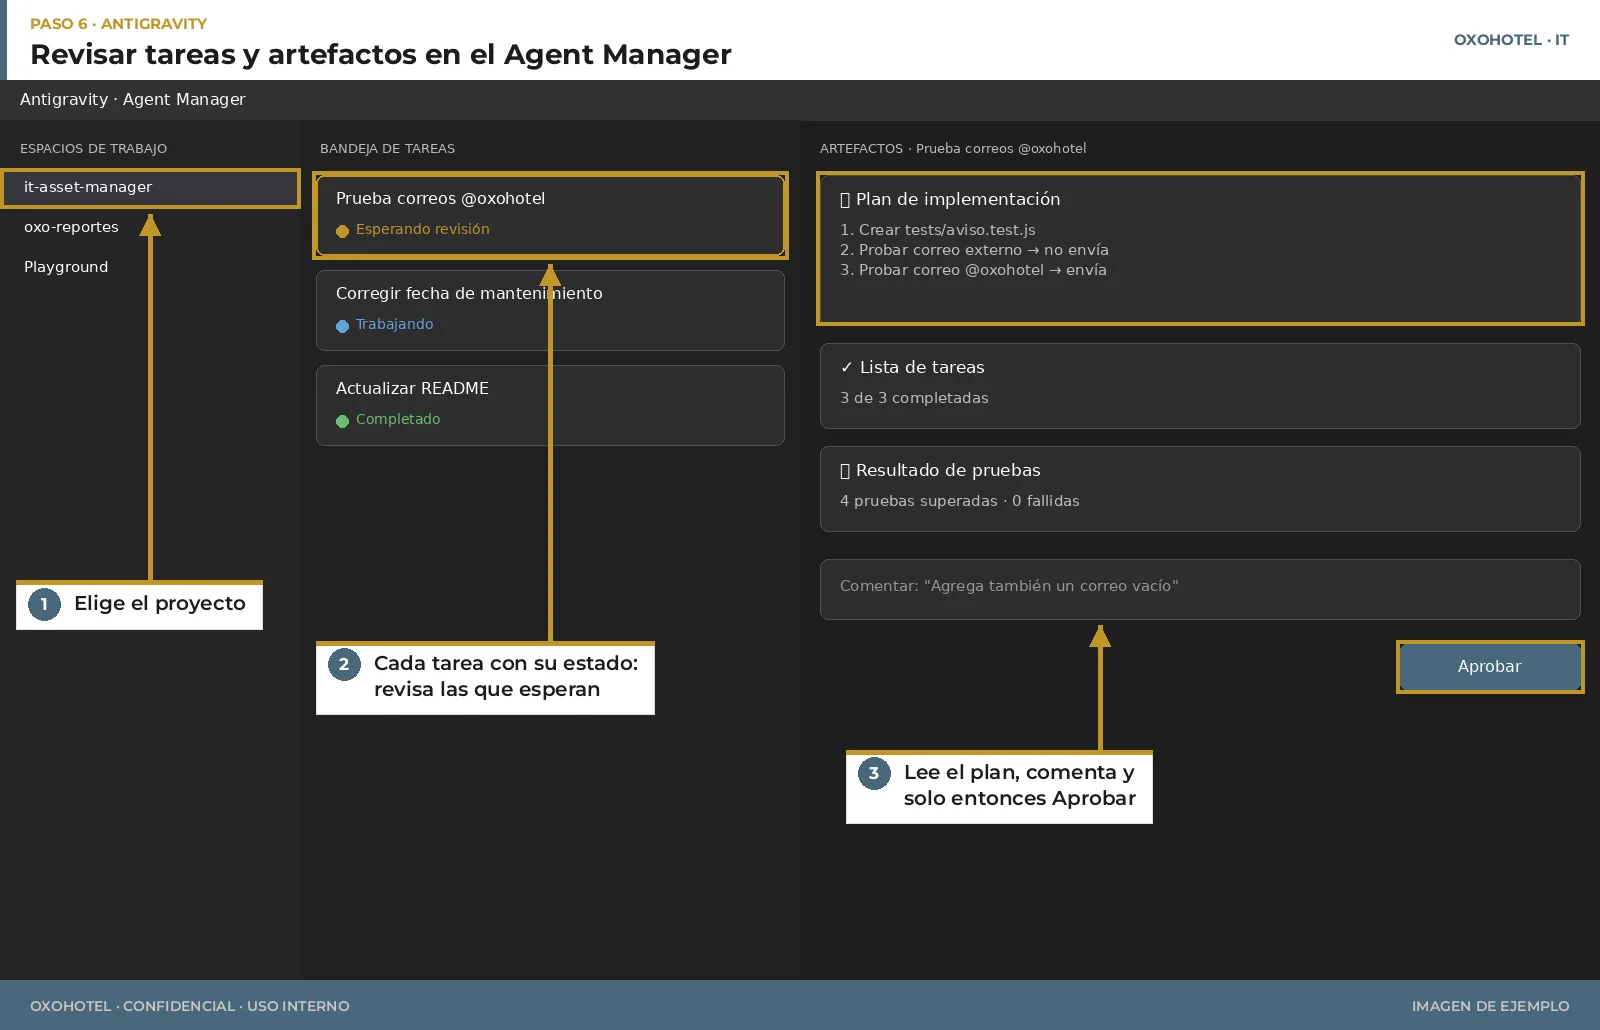 PASO 6 · ANTIGRAVITY
Revisar tareas y artefactos en el Agent Manager
OXOHOTEL · IT
Antigravity · Agent Manager
ESPACIOS DE TRABAJO
it-asset-manager
oxo-reportes
Playground
1 Elige el proyecto
BANDEJA DE TAREAS
Prueba correos @oxohotel
Esperando revisión
Corregir fecha de mantenimiento
Trabajando
Actualizar README
Completado
2 Cada tarea con su estado:
revisa las que esperan
ARTEFACTOS · Prueba correos @oxohotel
Plan de implementación
1. Crear tests/aviso.test.js
2. Probar correo externo → no envía
3. Probar correo @oxohotel → envía
✓ Lista de tareas
3 de 3 completadas
Resultado de pruebas
4 pruebas superadas · 0 fallidas
Comentar: "Agrega también un correo vacío"
Aprobar
3 Lee el plan, comenta y
solo entonces Aprobar
OXOHOTEL · CONFIDENCIAL · USO INTERNO
IMAGEN DE EJEMPLO